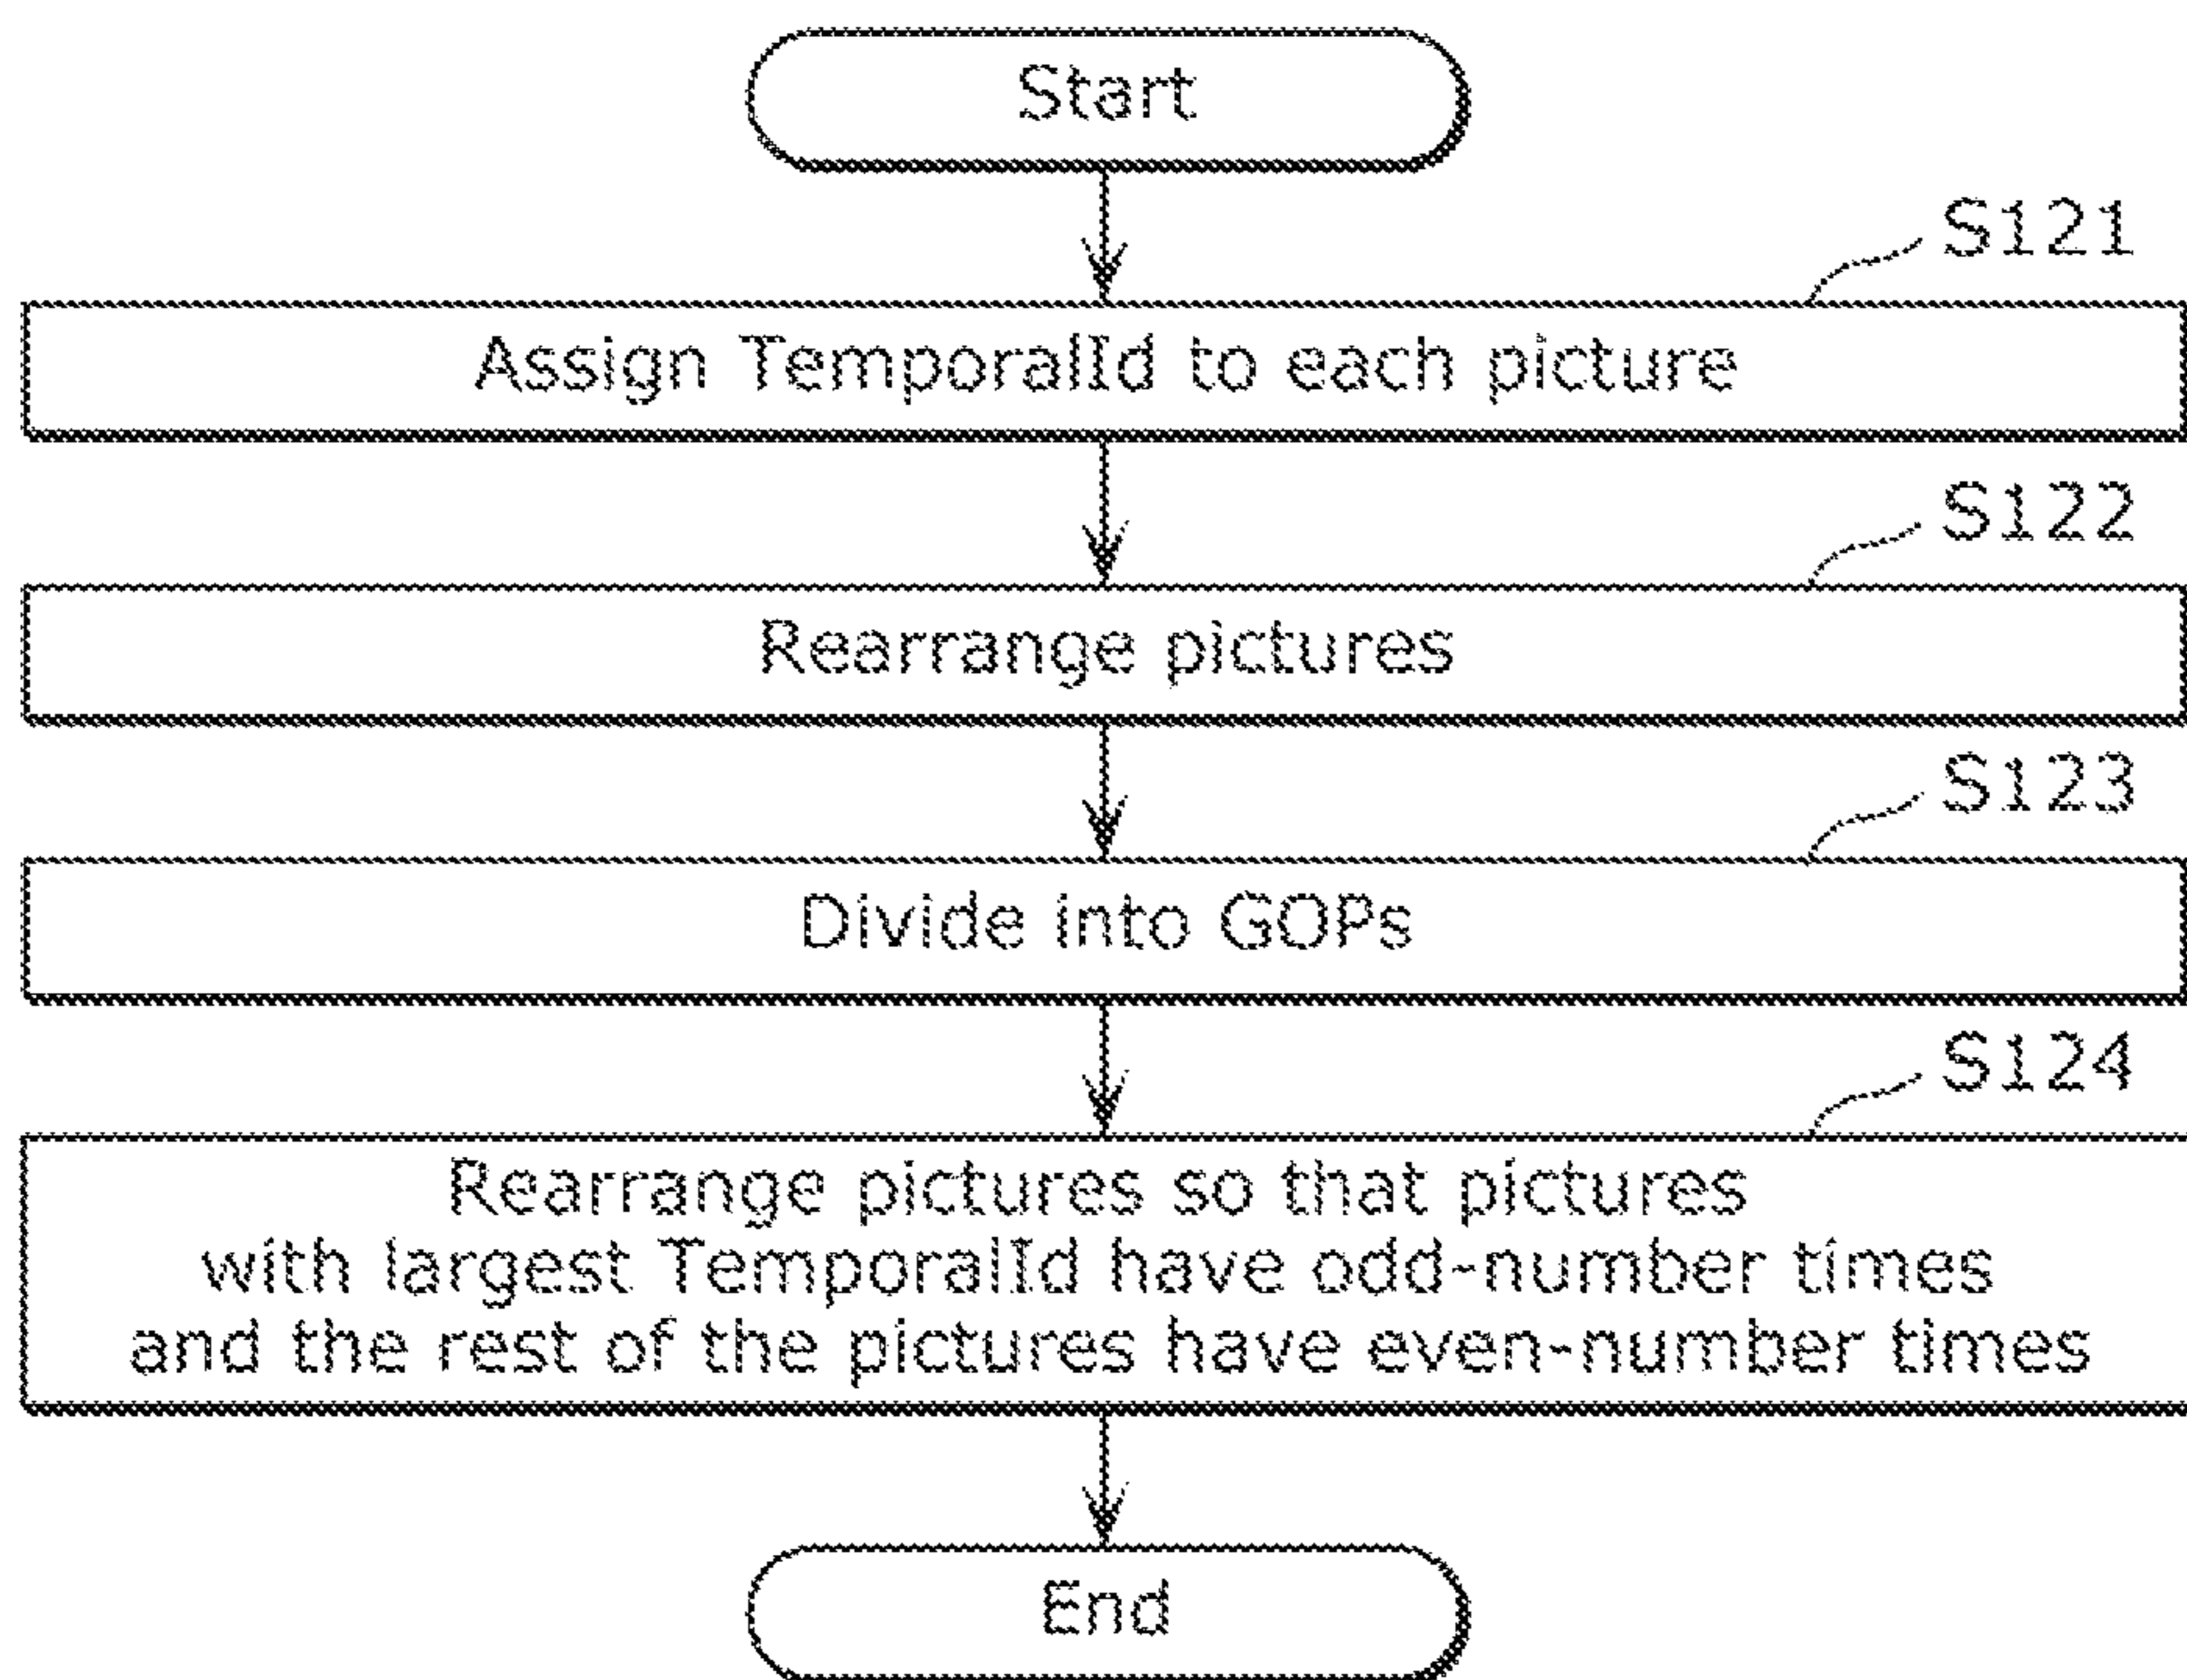 Start
S121
Assign TemporalId to each picture
S122
Rearrange pictures
S123
Divide into GOPs
S124
Rearrange pictures so that pictures
with largest TemporalId have odd-number times
and the rest of the pictures have even-number times
End